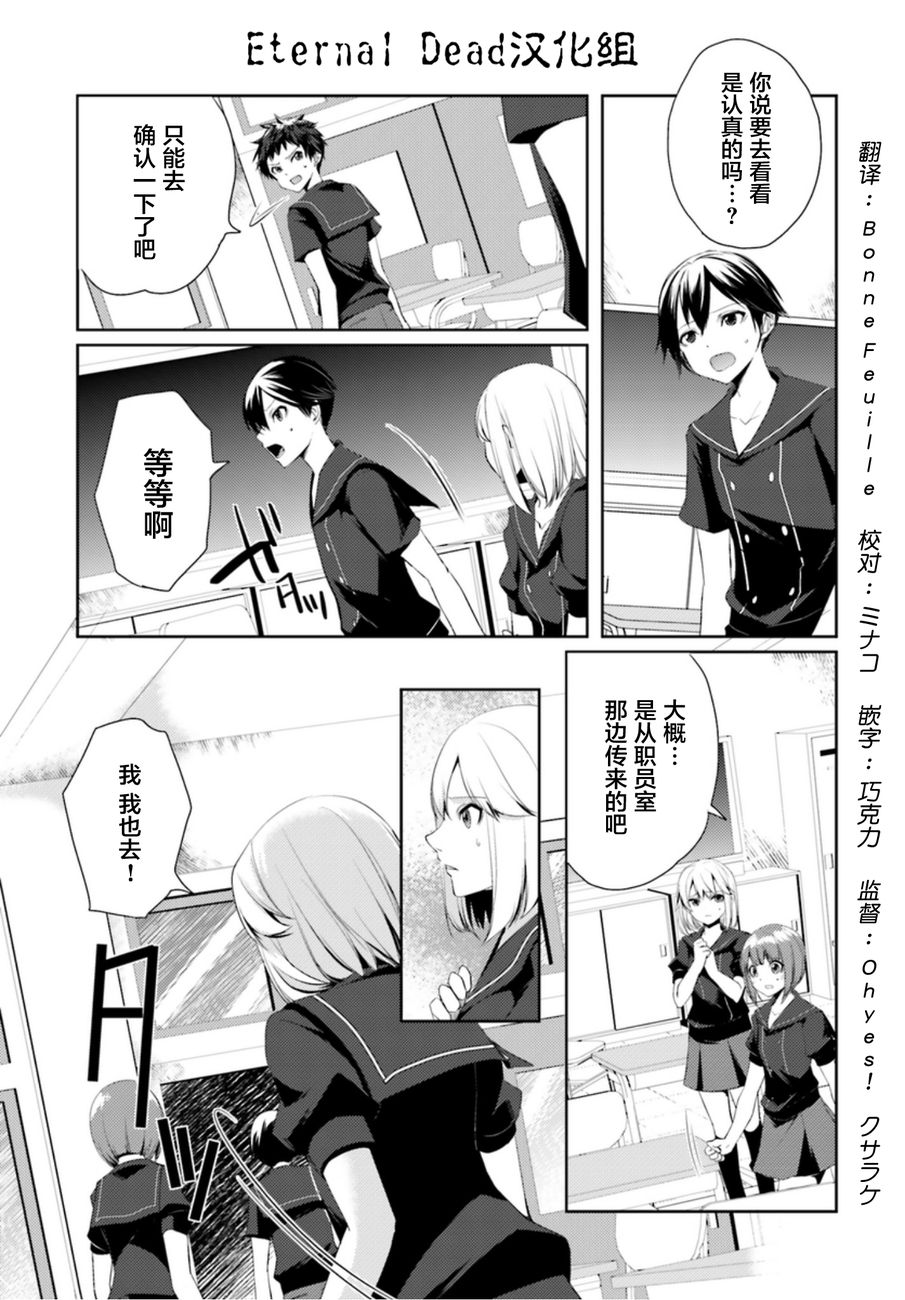 Eternal Dead汉化组
你说要去看看
是认真的吗…?
只能去
确认一下了吧
等等啊
ガタッ
大概…
是从职员室
那边传来的吧
我 我也去!
タッ
翻译:BonneFeuille 校对:ミナコ 嵌字:巧克力 监督:Ohyes! クサラケ